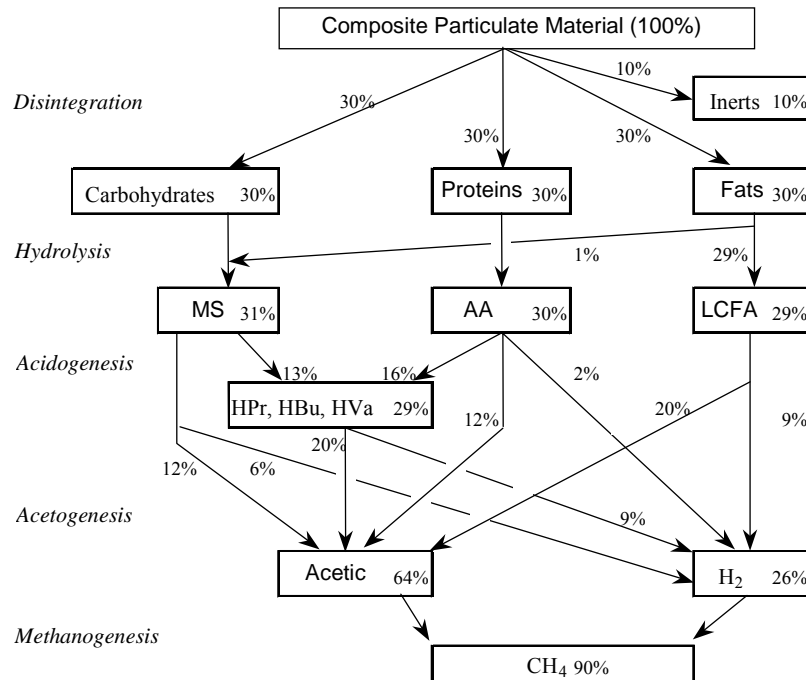 Composite Particulate Material (100%)
10%
Disintegration
30%
Inerts 10%
30%
30%
Carbohydrates 30%
Proteins 30%
Fats 30%
Hydrolysis
1%
29%
MS 31%
AA 30%
LCFA 29%
Acidogenesis
13%
16%
2%
HPr, HBu, HVa 29%
20%
12%
20%
9%
12%
6%
Acetogenesis
9%
Acetic 64%
H₂ 26%
Methanogenesis
CH₄ 90%